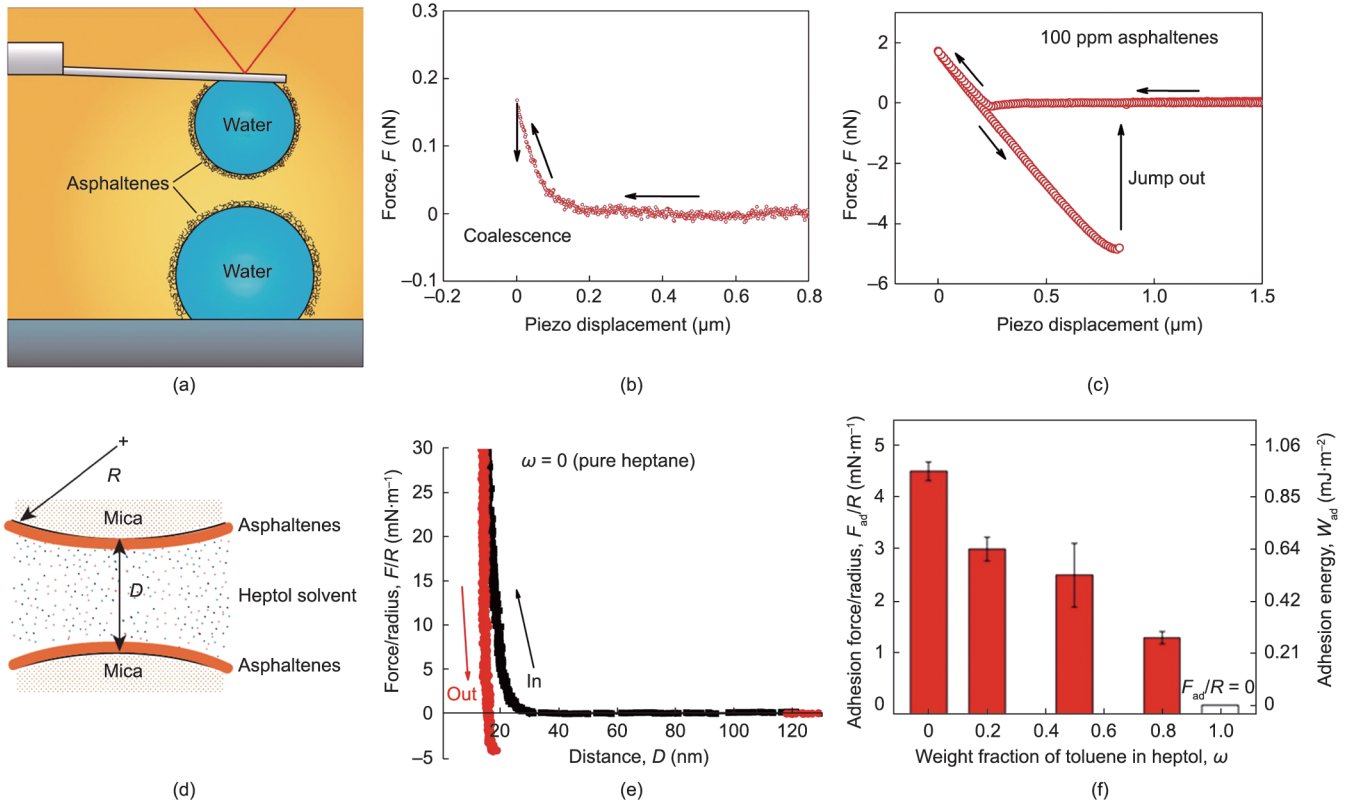 Water
Asphaltenes
Water
(a)
0.3
0.2
0.1
0
–0.1
Force, F (nN)
Coalescence
–0.2
0
0.2
0.4
0.6
0.8
Piezo displacement (µm)
(b)
2
0
–2
–4
–6
Force, F (nN)
100 ppm asphaltenes
Jump out
0
0.5
1.0
1.5
Piezo displacement (µm)
(c)
+
R
Mica
Asphaltenes
D
Heptol solvent
Mica
Asphaltenes
(d)
30
25
20
15
10
5
0
–5
Force/radius, F/R (mN·m⁻¹)
ω = 0 (pure heptane)
Out
In
20
40
60
80
100
120
Distance, D (nm)
(e)
5
4
3
2
1
0
Adhesion force/radius, Fad/R (mN·m⁻¹)
1.06
0.85
0.64
0.42
0.21
0
Adhesion energy, Wad (mJ·m⁻²)
Fad/R = 0
0
0.2
0.4
0.6
0.8
1.0
Weight fraction of toluene in heptol, ω
(f)